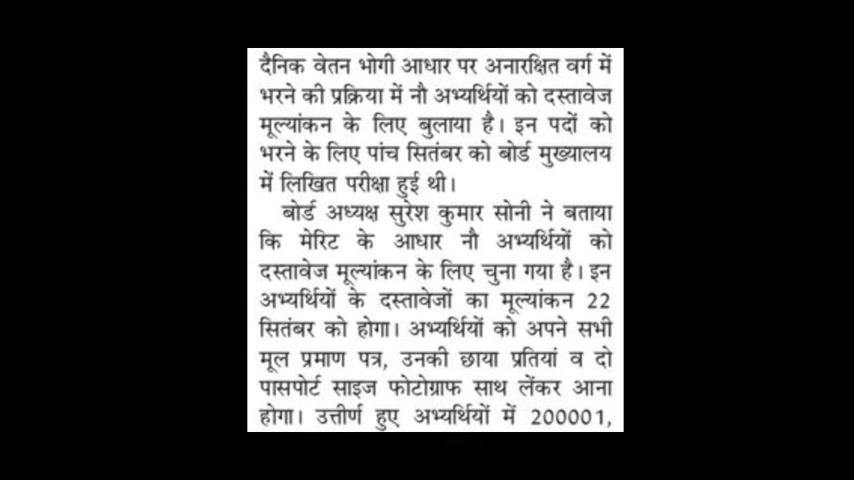 दैनिक वेतन भोगी आधार पर अनारक्षित वर्ग में
भरने की प्रक्रिया में नौ अभ्यर्थियों को दस्तावेज
मूल्यांकन के लिए बुलाया है। इन पदों को
भरने के लिए पांच सितंबर को बोर्ड मुख्यालय
में लिखित परीक्षा हुई थी।
बोर्ड अध्यक्ष सुरेश कुमार सोनी ने बताया
कि मेरिट के आधार नौ अभ्यर्थियों को
दस्तावेज मूल्यांकन के लिए चुना गया है। इन
अभ्यर्थियों के दस्तावेजों का मूल्यांकन 22
सितंबर को होगा। अभ्यर्थियों को अपने सभी
मूल प्रमाण पत्र, उनकी छाया प्रतियां व दो
पासपोर्ट साइज फोटोग्राफ साथ लेंकर आना
होगा। उत्तीर्ण हुए अभ्यर्थियों में 200001,